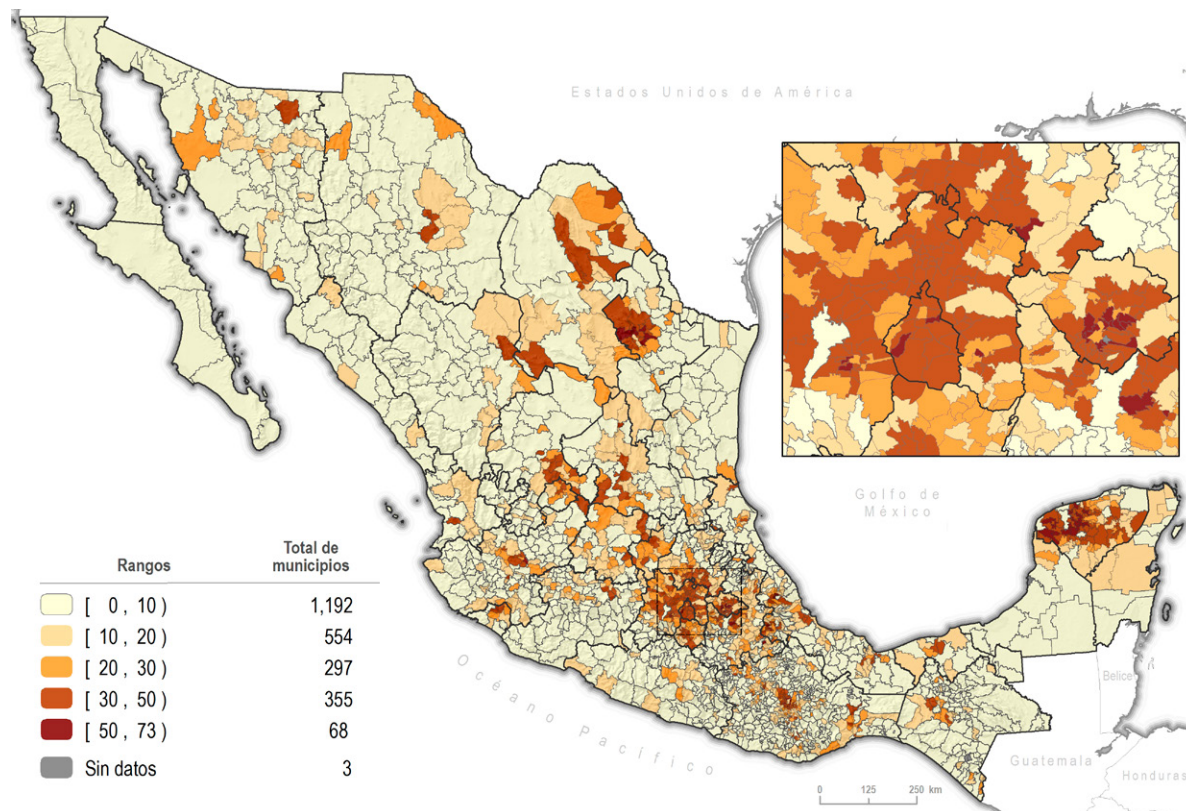 Estados Unidos de América
Golfo de
México
Rangos
Total de
municipios
[ 0 , 10 ) 1,192
[ 10 , 20 ) 554
[ 20 , 30 ) 297
[ 30 , 50 ) 355
[ 50 , 73 ) 68
Sin datos 3
Océano Pacífico
Belice
Guatemala
Honduras
0 125 250 km